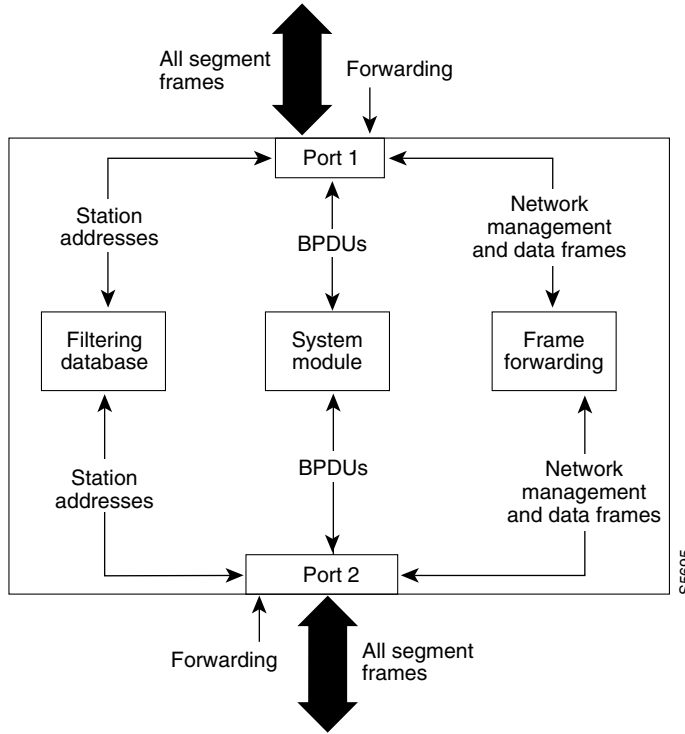 All segment
frames
Forwarding
Port 1
Station
addresses
BPDUs
Network
management
and data frames
Filtering
database
System
module
Frame
forwarding
Station
addresses
BPDUs
Network
management
and data frames
Port 2
Forwarding
All segment
frames
S5695